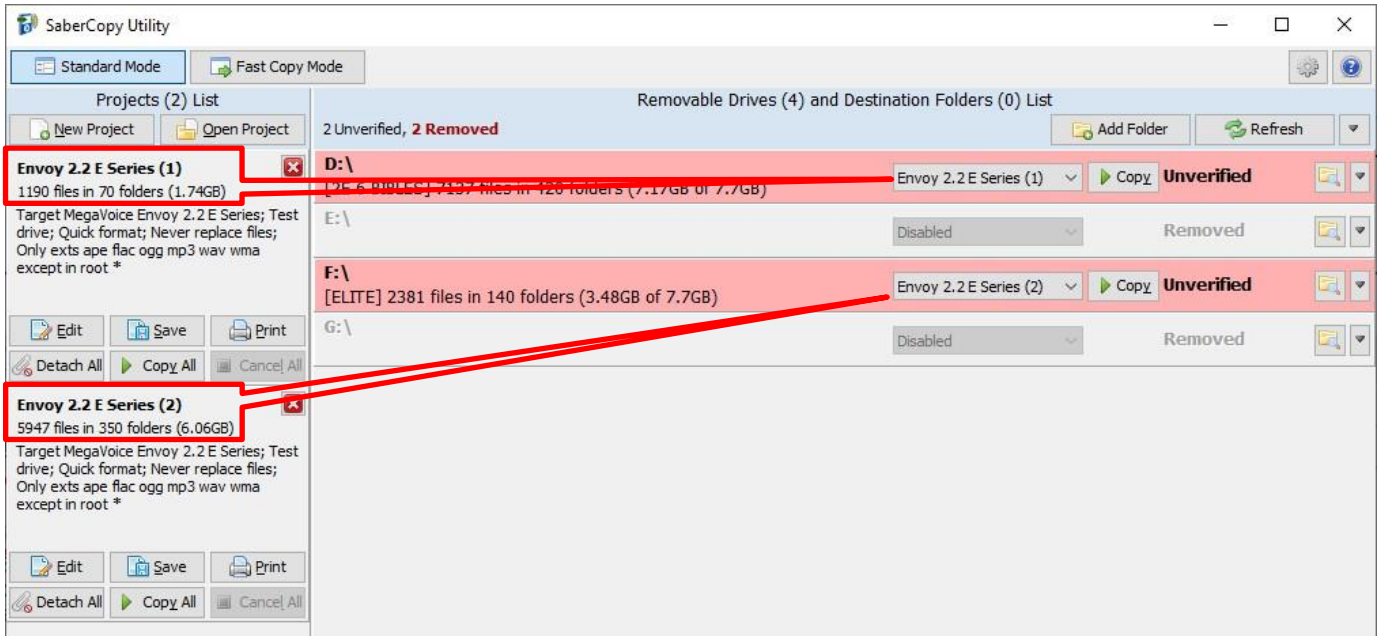 SaberCopy Utility
Standard Mode
Fast Copy Mode
Projects (2) List
Removable Drives (4) and Destination Folders (0) List
New Project
Open Project
2 Unverified, 2 Removed
Add Folder
Refresh
Envoy 2.2 E Series (1)
1190 files in 70 folders (1.74GB)
Target MegaVoice Envoy 2.2 E Series; Test
drive; Quick format; Never replace files;
Only exts ape flac ogg mp3 wav wma
except in root *
Edit
Save
Print
Detach All
Copy All
Cancel All
Envoy 2.2 E Series (2)
5947 files in 350 folders (6.06GB)
Target MegaVoice Envoy 2.2 E Series; Test
drive; Quick format; Never replace files;
Only exts ape flac ogg mp3 wav wma
except in root *
Edit
Save
Print
Detach All
Copy All
Cancel All
D:\
7137 files in 420 folders (7.17GB of 7.7GB)
Envoy 2.2 E Series (1)
Copy
Unverified
E:\
Disabled
Removed
F:\
[ELITE] 2381 files in 140 folders (3.48GB of 7.7GB)
Envoy 2.2 E Series (2)
Copy
Unverified
G:\
Disabled
Removed